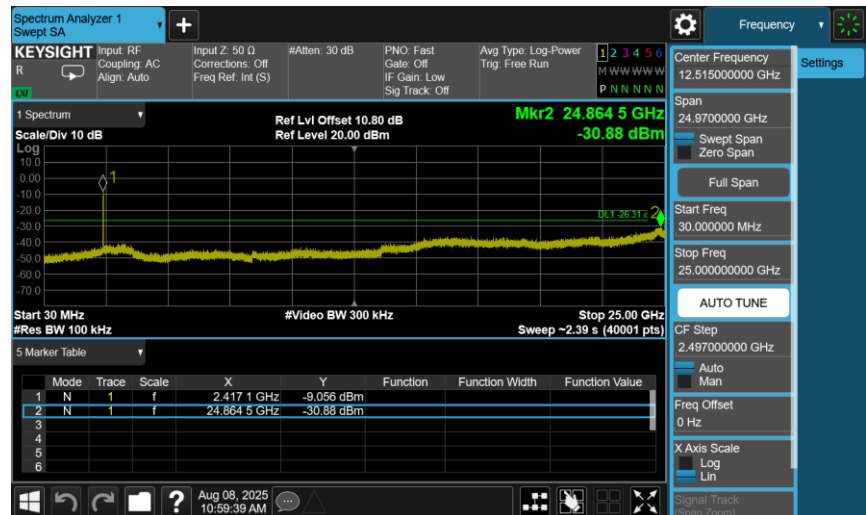 Spectrum Analyzer 1
Swept SA
+
Frequency
KEYSIGHT
R
LXI
Input: RF
Coupling: AC
Align: Auto
Input Z: 50 Ω
Corrections: Off
Freq Ref: Int (S)
#Atten: 30 dB
PNO: Fast
Gate: Off
IF Gain: Low
Sig Track: Off
Avg Type: Log-Power
Trig: Free Run
1 2 3 4 5 6
M W W W W W
P N N N N N
1 Spectrum
Scale/Div 10 dB
Ref Lvl Offset 10.80 dB
Ref Level 20.00 dBm
Mkr2 24.864 5 GHz
-30.88 dBm
Log
10.0
0.00
-10.0
-20.0
-30.0
-40.0
-50.0
-60.0
-70.0
1
DL1 -26.31
2
Start 30 MHz
#Video BW 300 kHz
Stop 25.00 GHz
#Res BW 100 kHz
Sweep ~2.39 s (40001 pts)
5 Marker Table
Mode Trace Scale X Y Function Function Width Function Value
1 N 1 f 2.417 1 GHz -9.056 dBm
2 N 1 f 24.864 5 GHz -30.88 dBm
3
4
5
6
?
Aug 08, 2025
10:59:39 AM
Center Frequency
12.515000000 GHz
Settings
Span
24.9700000 GHz
Swept Span
Zero Span
Full Span
Start Freq
30.000000 MHz
Stop Freq
25.000000000 GHz
AUTO TUNE
CF Step
2.497000000 GHz
Auto
Man
Freq Offset
0 Hz
X Axis Scale
Log
Lin
Signal Track
(Span Zoom)